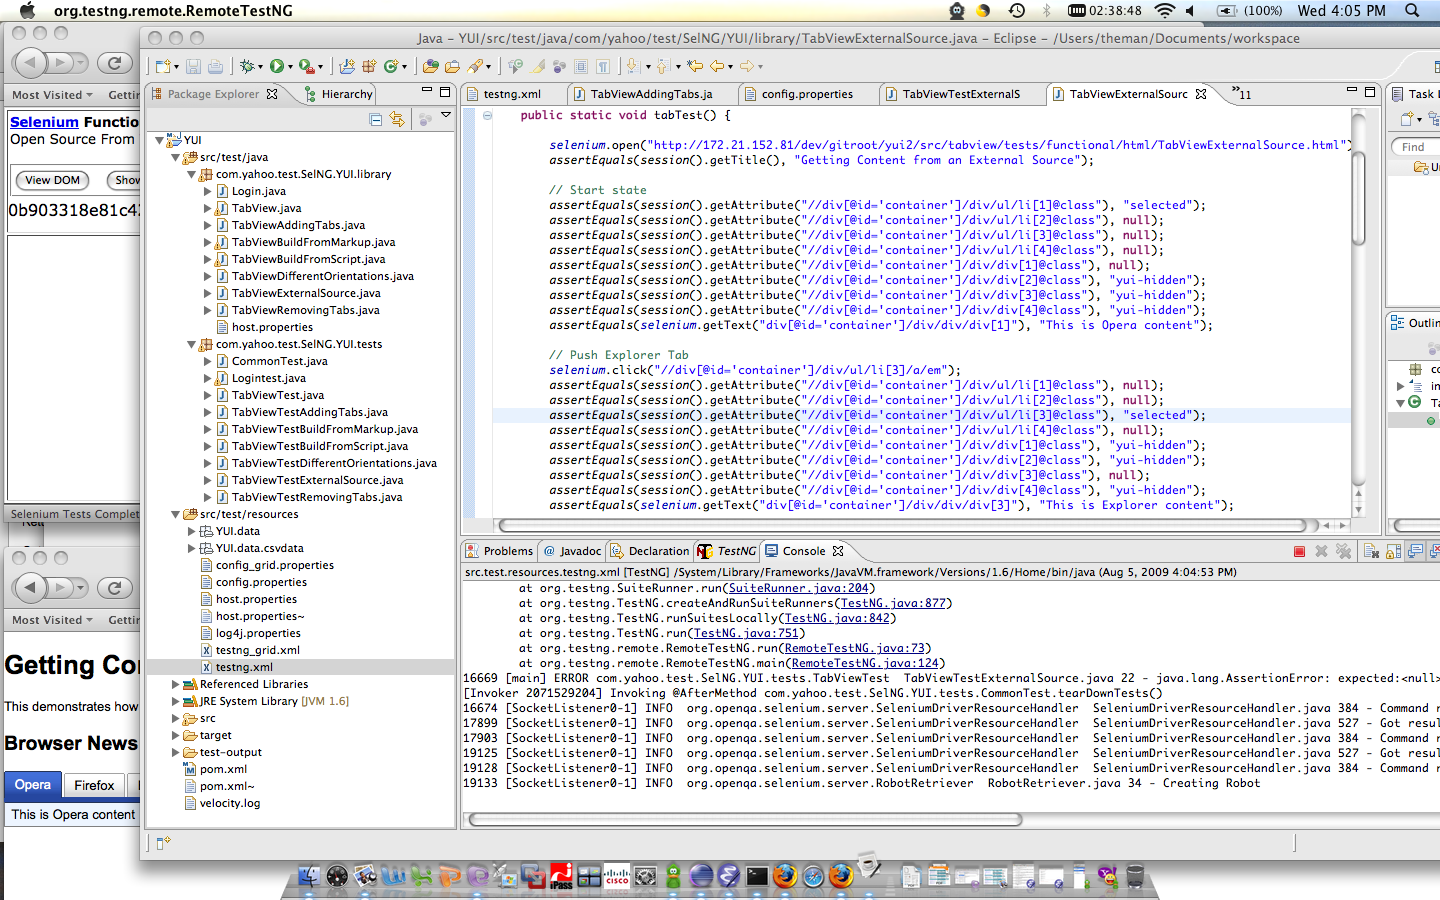 org.testng.remote.RemoteTestNG
02:38:48
(100%)
Wed 4:05 PM
Java – YUI/src/test/java/com/yahoo/test/SelNG/YUI/library/TabViewExternalSource.java – Eclipse – /Users/theman/Documents/workspace
Most Visited
Getti
Selenium Functio
Open Source From
View DOM
Show
0b903318e81c4
Selenium Tests Complet
Most Visited
Getti
Getting Co
This demonstrates how
Browser News
Opera
Firefox
This is Opera content
Package Explorer
Hierarchy
YUI
src/test/java
com.yahoo.test.SelNG.YUI.library
Login.java
TabView.java
TabViewAddingTabs.java
TabViewBuildFromMarkup.java
TabViewBuildFromScript.java
TabViewDifferentOrientations.java
TabViewExternalSource.java
TabViewRemovingTabs.java
host.properties
com.yahoo.test.SelNG.YUI.tests
CommonTest.java
Logintest.java
TabViewTest.java
TabViewTestAddingTabs.java
TabViewTestBuildFromMarkup.java
TabViewTestBuildFromScript.java
TabViewTestDifferentOrientations.java
TabViewTestExternalSource.java
TabViewTestRemovingTabs.java
src/test/resources
YUI.data
YUI.data.csvdata
config_grid.properties
config.properties
host.properties
host.properties~
log4j.properties
testng_grid.xml
testng.xml
Referenced Libraries
JRE System Library [JVM 1.6]
src
target
test-output
pom.xml
pom.xml~
velocity.log
testng.xml
TabViewAddingTabs.ja
config.properties
TabViewTestExternalS
TabViewExternalSourc
»11
public static void tabTest() {
selenium.open("http://172.21.152.81/dev/gitroot/yui2/src/tabview/tests/functional/html/TabViewExternalSource.html")
assertEquals(session().getTitle(), "Getting Content from an External Source");
// Start state
assertEquals(session().getAttribute("//div[@id='container']/div/ul/li[1]@class"), "selected");
assertEquals(session().getAttribute("//div[@id='container']/div/ul/li[2]@class"), null);
assertEquals(session().getAttribute("//div[@id='container']/div/ul/li[3]@class"), null);
assertEquals(session().getAttribute("//div[@id='container']/div/ul/li[4]@class"), null);
assertEquals(session().getAttribute("//div[@id='container']/div/div[1]@class"), null);
assertEquals(session().getAttribute("//div[@id='container']/div/div[2]@class"), "yui-hidden");
assertEquals(session().getAttribute("//div[@id='container']/div/div[3]@class"), "yui-hidden");
assertEquals(session().getAttribute("//div[@id='container']/div/div[4]@class"), "yui-hidden");
assertEquals(selenium.getText("div[@id='container']/div/div/div[1]"), "This is Opera content");
// Push Explorer Tab
selenium.click("//div[@id='container']/div/ul/li[3]/a/em");
assertEquals(session().getAttribute("//div[@id='container']/div/ul/li[1]@class"), null);
assertEquals(session().getAttribute("//div[@id='container']/div/ul/li[2]@class"), null);
assertEquals(session().getAttribute("//div[@id='container']/div/ul/li[3]@class"), "selected");
assertEquals(session().getAttribute("//div[@id='container']/div/ul/li[4]@class"), null);
assertEquals(session().getAttribute("//div[@id='container']/div/div[1]@class"), "yui-hidden");
assertEquals(session().getAttribute("//div[@id='container']/div/div[2]@class"), "yui-hidden");
assertEquals(session().getAttribute("//div[@id='container']/div/div[3]@class"), null);
assertEquals(session().getAttribute("//div[@id='container']/div/div[4]@class"), "yui-hidden");
assertEquals(selenium.getText("div[@id='container']/div/div/div[3]"), "This is Explorer content");
Task
Find
Outlin
Problems
Javadoc
Declaration
TestNG
Console
src.test.resources.testng.xml [TestNG] /System/Library/Frameworks/JavaVM.framework/Versions/1.6/Home/bin/java (Aug 5, 2009 4:04:53 PM)
at org.testng.SuiteRunner.run(SuiteRunner.java:204)
at org.testng.TestNG.createAndRunSuiteRunners(TestNG.java:877)
at org.testng.TestNG.runSuitesLocally(TestNG.java:842)
at org.testng.TestNG.run(TestNG.java:751)
at org.testng.remote.RemoteTestNG.run(RemoteTestNG.java:73)
at org.testng.remote.RemoteTestNG.main(RemoteTestNG.java:124)
16669 [main] ERROR com.yahoo.test.SelNG.YUI.tests.TabViewTest TabViewTestExternalSource.java 22 - java.lang.AssertionError: expected:<null>
[Invoker 2071529204] Invoking @AfterMethod com.yahoo.test.SelNG.YUI.tests.CommonTest.tearDownTests()
16674 [SocketListener0-1] INFO org.openqa.selenium.server.SeleniumDriverResourceHandler SeleniumDriverResourceHandler.java 384 - Command r
17899 [SocketListener0-1] INFO org.openqa.selenium.server.SeleniumDriverResourceHandler SeleniumDriverResourceHandler.java 527 - Got resul
17903 [SocketListener0-1] INFO org.openqa.selenium.server.SeleniumDriverResourceHandler SeleniumDriverResourceHandler.java 384 - Command r
19125 [SocketListener0-1] INFO org.openqa.selenium.server.SeleniumDriverResourceHandler SeleniumDriverResourceHandler.java 527 - Got resul
19128 [SocketListener0-1] INFO org.openqa.selenium.server.SeleniumDriverResourceHandler SeleniumDriverResourceHandler.java 384 - Command r
19133 [SocketListener0-1] INFO org.openqa.selenium.server.RobotRetriever RobotRetriever.java 34 - Creating Robot
iPass
CISCO